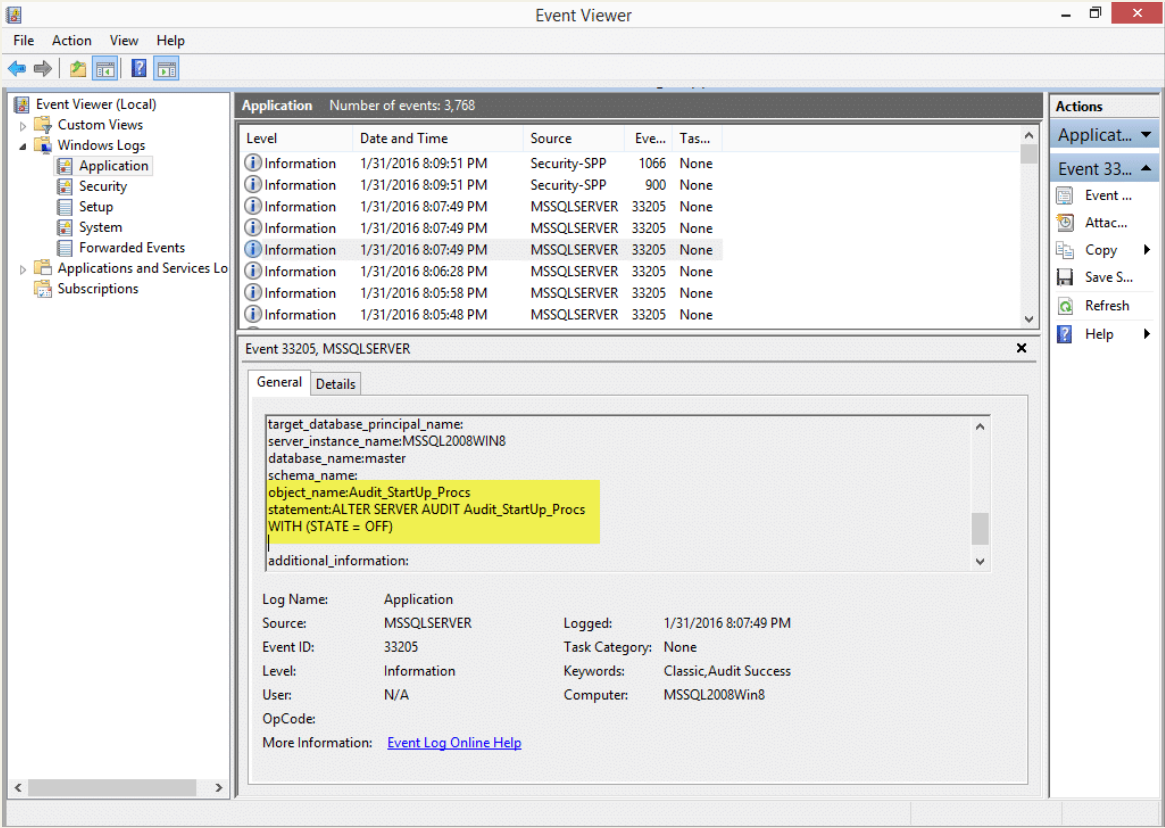 Event Viewer
File Action View Help
Event Viewer (Local)
Custom Views
Windows Logs
Application
Security
Setup
System
Forwarded Events
Applications and Services Lo
Subscriptions
Application Number of events: 3,768
Level Date and Time Source Eve... Tas...
Information 1/31/2016 8:09:51 PM Security-SPP 1066 None
Information 1/31/2016 8:09:51 PM Security-SPP 900 None
Information 1/31/2016 8:07:49 PM MSSQLSERVER 33205 None
Information 1/31/2016 8:07:49 PM MSSQLSERVER 33205 None
Information 1/31/2016 8:07:49 PM MSSQLSERVER 33205 None
Information 1/31/2016 8:06:28 PM MSSQLSERVER 33205 None
Information 1/31/2016 8:05:58 PM MSSQLSERVER 33205 None
Information 1/31/2016 8:05:48 PM MSSQLSERVER 33205 None
Event 33205, MSSQLSERVER
General Details
target_database_principal_name:
server_instance_name:MSSQL2008WIN8
database_name:master
schema_name:
object_name:Audit_StartUp_Procs
statement:ALTER SERVER AUDIT Audit_StartUp_Procs
WITH (STATE = OFF)
additional_information:
Log Name: Application
Source: MSSQLSERVER Logged: 1/31/2016 8:07:49 PM
Event ID: 33205 Task Category: None
Level: Information Keywords: Classic,Audit Success
User: N/A Computer: MSSQL2008Win8
OpCode:
More Information: Event Log Online Help
Actions
Applicat...
Event 33...
Event ...
Attac...
Copy
Save S...
Refresh
Help